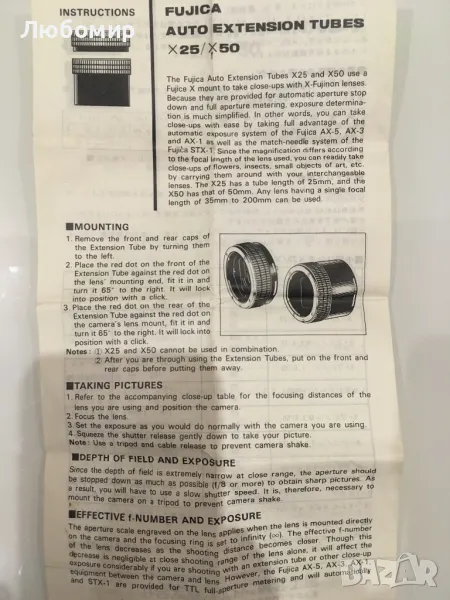 Любомир
INSTRUCTIONS
FUJICA
AUTO EXTENSION TUBES
X25/X50
The Fujica Auto Extension Tubes X25 and X50 use a
Fujica X mount to take close-ups with X-Fujinon lenses.
Because they are provided for automatic aperture stop
down and full aperture metering, exposure determina-
tion is much simplified. In other words, you can take
close-ups with ease by taking full advantage of the
automatic exposure system of the Fujica AX-5, AX-3
and AX-1 as well as the match-needle system of the
Fujica STX-1. Since the magnification differs according
to the focal length of the lens used, you can readily take
close-ups of flowers, insects, small objects of art, etc.
by carrying them around with your interchangeable
lenses. The X25 has a tube length of 25mm, and the
X50 has that of 50mm. Any lens having a single focal
length of 35mm to 200mm can be used.
■MOUNTING
1. Remove the front and rear caps of
the Extension Tube by turning them
to the left.
2. Place the red dot on the front of the
Extension Tube against the red dot on
the lens' mounting end, fit it in and
turn it 65° to the right. It will lock
into position with a click.
3. Place the red dot on the rear of the
Extension Tube against the red dot on
the camera's lens mount, fit it in and
turn it 65° to the right. It will lock into
position with a click.
Notes: ① X25 and X50 cannot be used in combination.
② After you are through using the Extension Tubes, put on the front and
rear caps before putting them away.
■TAKING PICTURES
1. Refer to the accompanying close-up table for the focusing distances of the
lens you are using and position the camera.
2. Focus the lens.
3. Set the exposure as you would do normally with the camera you are using.
4. Squeeze the shutter release gently down to take your picture.
Note: Use a tripod and cable release to prevent camera shake.
■DEPTH OF FIELD AND EXPOSURE
Since the depth of field is extremely narrow at close range, the aperture should
be stopped down as much as possible (f/8 or more) to obtain sharp pictures. As
a result, you will have to use a slow shutter speed. It is, therefore, necessary to
mount the camera on a tripod to prevent camera shake.
■EFFECTIVE f-NUMBER AND EXPOSURE
The aperture scale engraved on the lens applies when the lens is mounted directly
on the camera and the focusing ring is set to infinity (∞). The effective f-number
of the lens decreases as the shooting distance becomes closer. Though this
decrease is negligible at close shooting range of the lens alone, it will affect the
exposure considerably if you are shooting with an extension tube or other close-up
equipment between the camera and lens. However, the Fujica AX-5, AX-3, AX-1
and STX-1 are provided for TTL full-aperture metering and will automatically
BAZAR